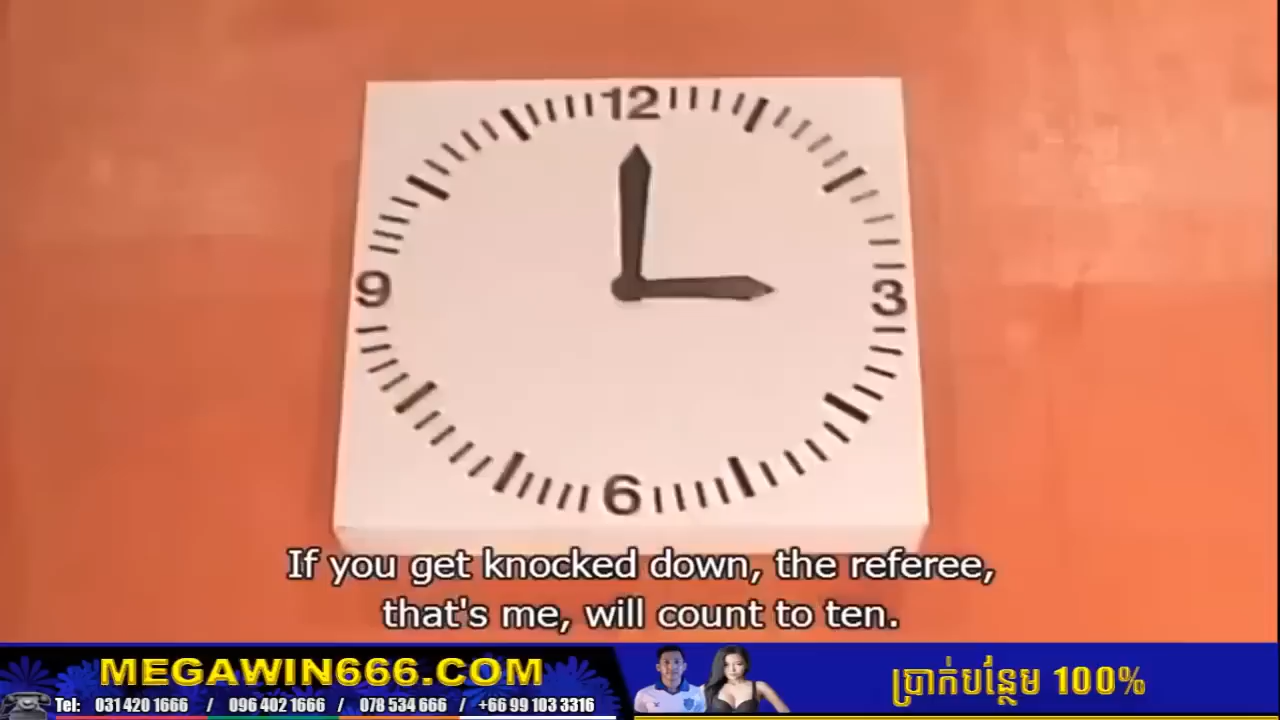 12
9
3
6
If you get knocked down, the referee,
that's me, will count to ten.
MEGAWIN666.COM
Tel: 031 420 1666 / 096 402 1666 / 078 534 666 / +66 99 103 3316
ប្រាក់បន្ថែម 100%